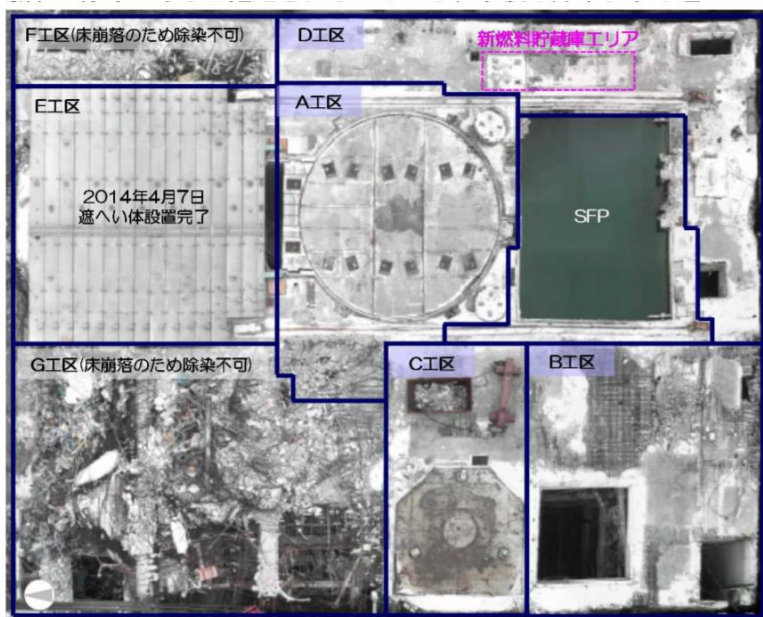 F工区(床崩落のため除染不可)
D工区
新燃料貯蔵庫エリア
E工区
A工区
2014年4月7日
遮へい体設置完了
SFP
G工区(床崩落のため除染不可)
C工区
B工区